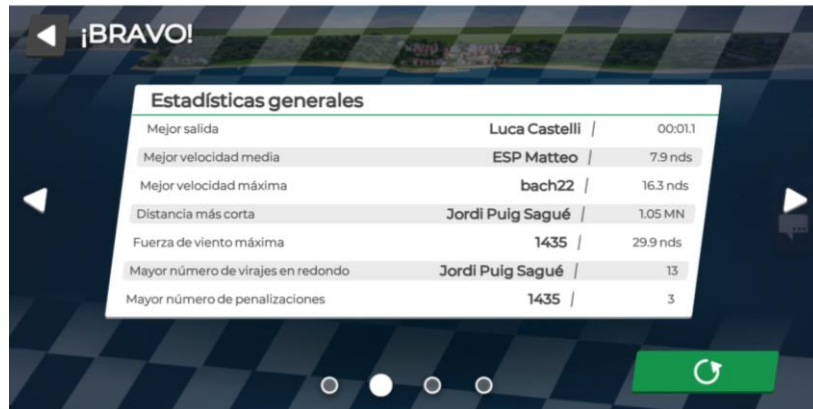 ¡BRAVO!
Estadísticas generales
Mejor salida Luca Castelli | 00:01.1
Mejor velocidad media ESP Matteo | 7.9 nds
Mejor velocidad máxima bach22 | 16.3 nds
Distancia más corta Jordi Puig Sagué | 1.05 MN
Fuerza de viento máxima 1435 | 29.9 nds
Mayor número de virajes en redondo Jordi Puig Sagué | 13
Mayor número de penalizaciones 1435 | 3